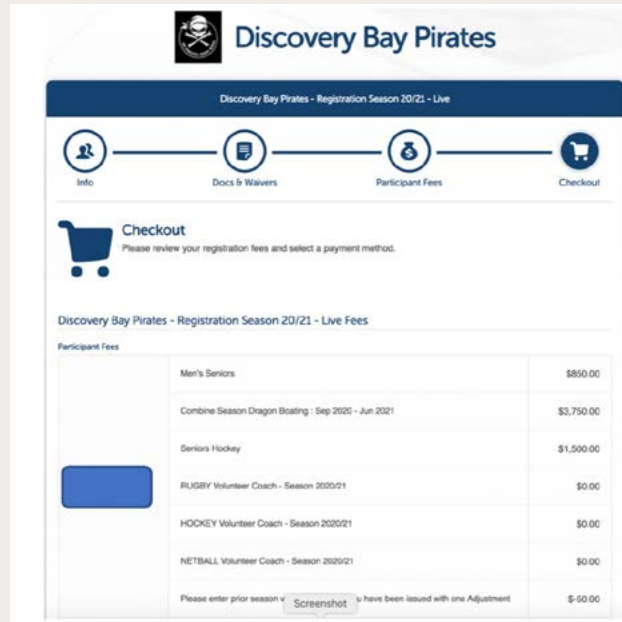 Discovery Bay Pirates
Discovery Bay Pirates - Registration Season 20/21 - Live
Info
Docs & Waivers
Participant Fees
Checkout
Checkout
Please review your registration fees and select a payment method.
Discovery Bay Pirates - Registration Season 20/21 - Live Fees
Participant Fees
Men's Seniors $850.00
Combine Season Dragon Boating : Sep 2020 - Jun 2021 $3,750.00
Seniors Hockey $1,500.00
RUGBY Volunteer Coach - Season 2020/21 $0.00
HOCKEY Volunteer Coach - Season 2020/21 $0.00
NETBALL Volunteer Coach - Season 2020/21 $0.00
Please enter prior season have been issued with one Adjustment $-50.00
Screenshot